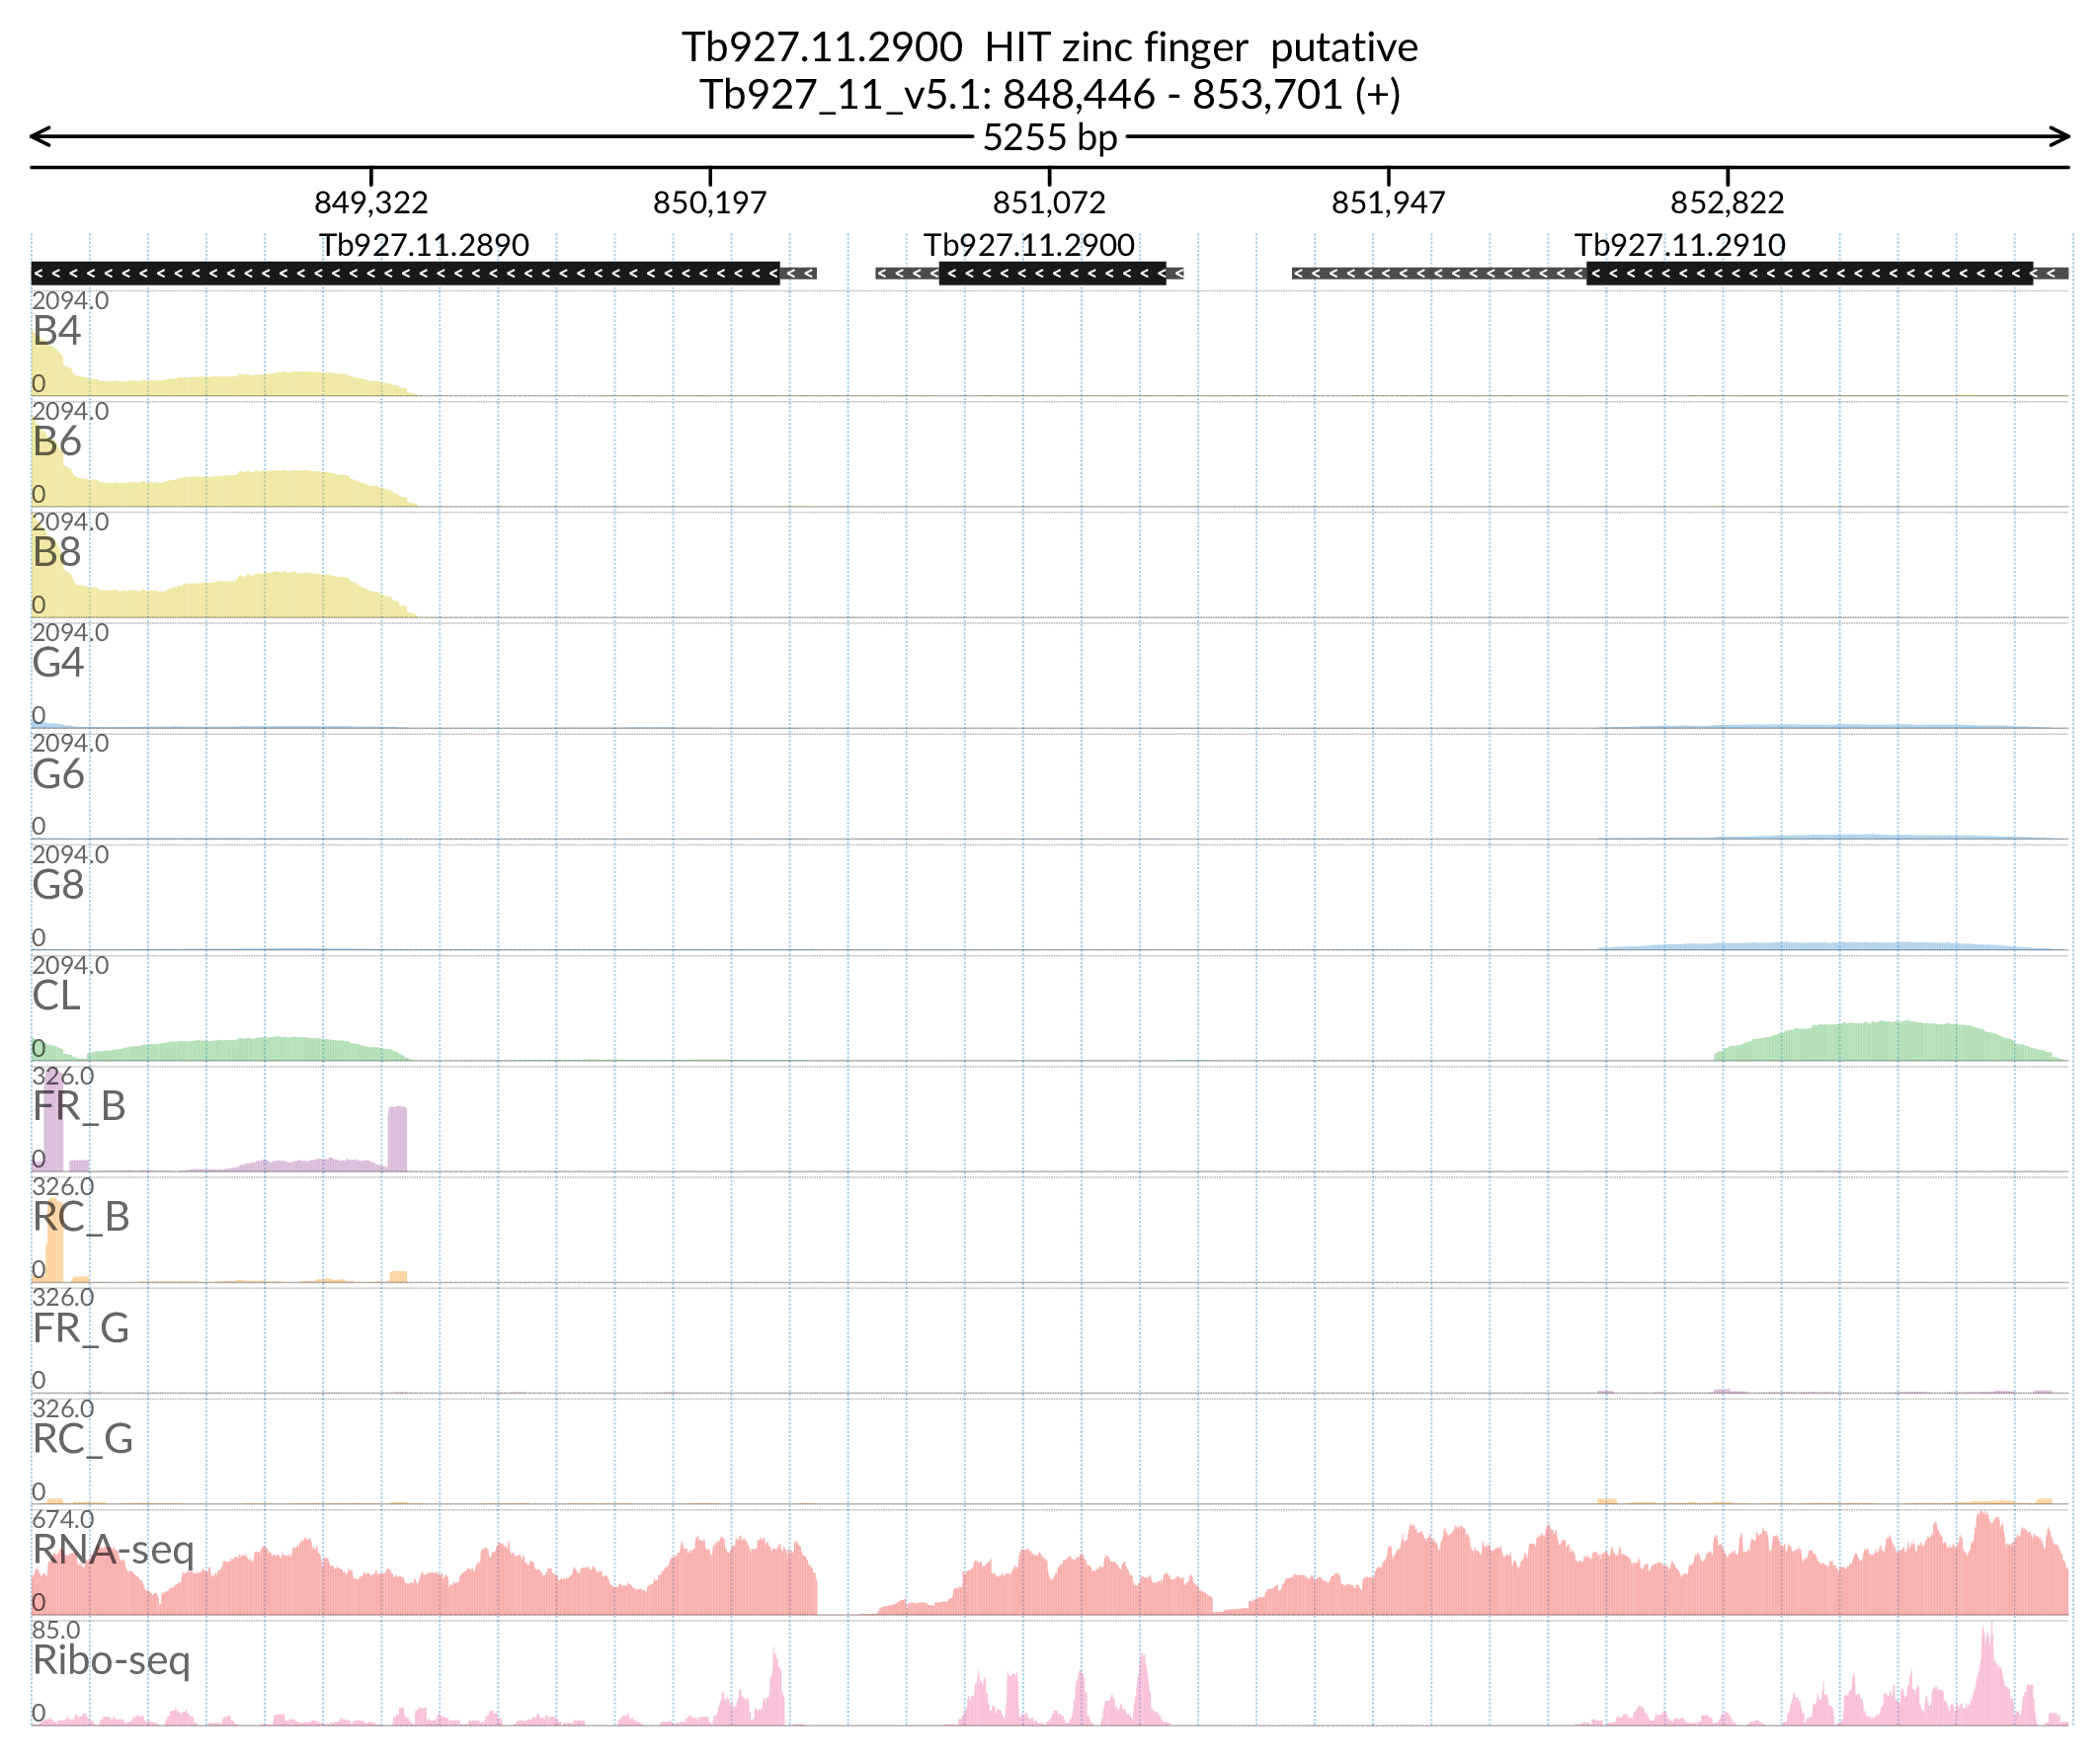 Tb927.11.2900  HIT zinc finger  putative
Tb927_11_v5.1: 848,446 - 853,701 (+)
5255 bp
849,322 850,197 851,072 851,947 852,822
Tb927.11.2890 Tb927.11.2900 Tb927.11.2910
2094.0
B4
0
2094.0
B6
0
2094.0
B8
0
2094.0
G4
0
2094.0
G6
0
2094.0
G8
0
2094.0
CL
0
326.0
FR_B
0
326.0
RC_B
0
326.0
FR_G
0
326.0
RC_G
0
674.0
RNA-seq
0
85.0
Ribo-seq
0